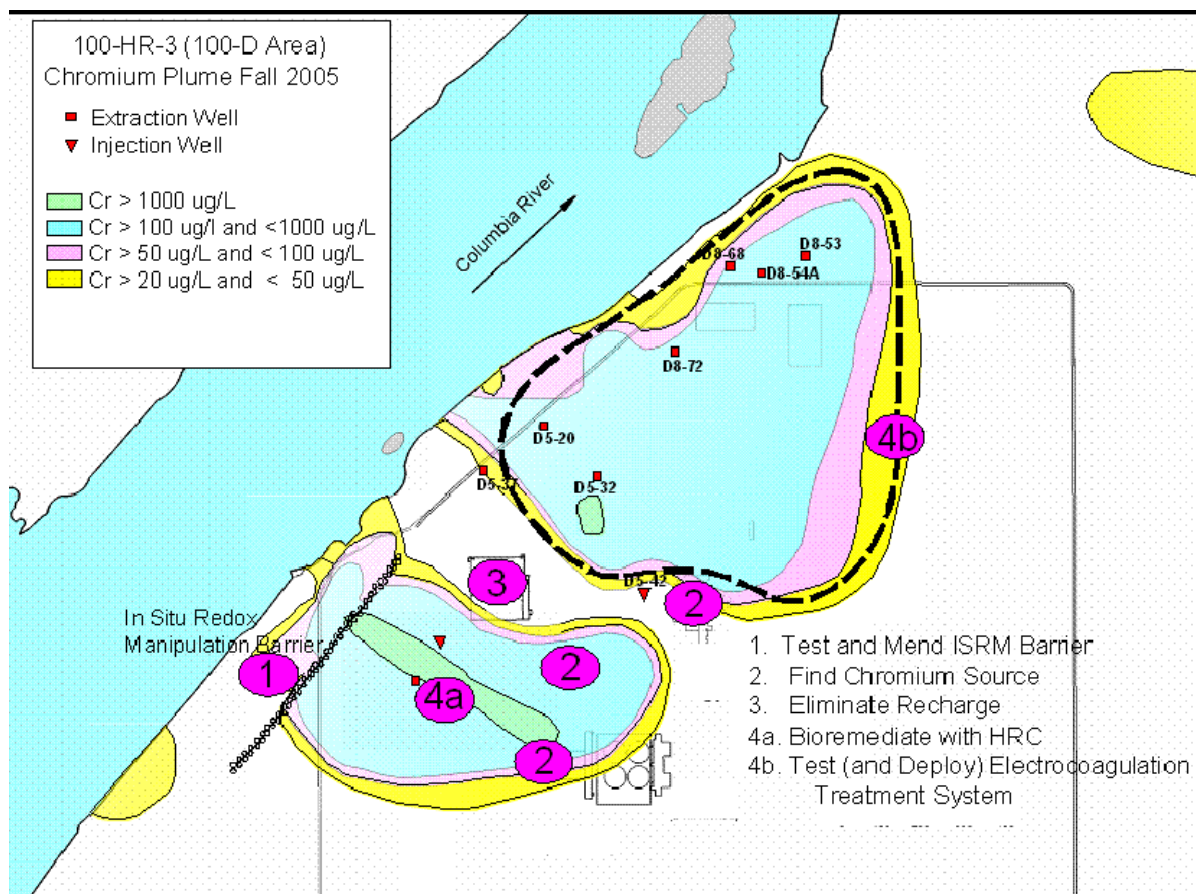 100-HR-3 (100-D Area)
Chromium Plume Fall 2005
Extraction Well
Injection Well
Cr > 1000 ug/L
Cr > 100 ug/l and <1000 ug/L
Cr > 50 ug/L and < 100 ug/L
Cr > 20 ug/L and < 50 ug/L
Columbia River
D8-53
D8-68
D8-54A
D8-72
4b
D5-20
D5-37
D5-32
3
D5-42
2
In Situ Redox
Manipulation Barrier
1
2
4a
2
1. Test and Mend ISRM Barrier
2. Find Chromium Source
3. Eliminate Recharge
4a. Bioremediate with HRC
4b. Test (and Deploy) Electrocoagulation
Treatment System